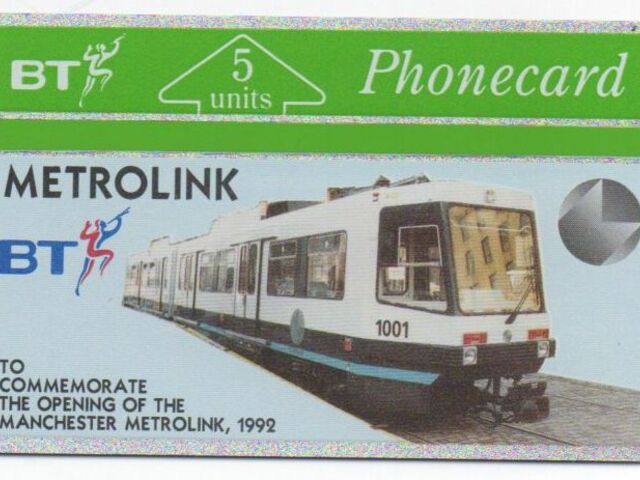 BT
5
units
Phonecard
METROLINK
BT
1001
TO
COMMEMORATE
THE OPENING OF THE
MANCHESTER METROLINK, 1992